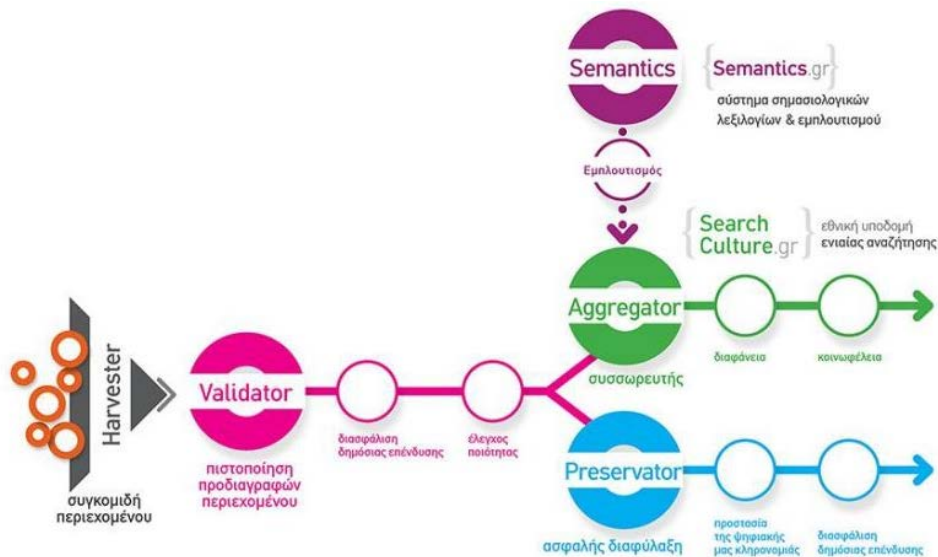 Semantics
{Semantics.gr}
σύστημα σημασιολογικών
λεξιλογίων & εμπλουτισμού
Εμπλουτισμός
{Search
Culture.gr}
εθνική υποδομή
ενιαίας αναζήτησης
Aggregator
συσσωρευτής
διαφάνεια
κοινωφέλεια
Harvester
συγκομιδή
περιεχομένου
Validator
πιστοποίηση
προδιαγραφών
περιεχομένου
διασφάλιση
δημόσιας επένδυσης
έλεγχος
ποιότητος
Preservator
ασφαλής διαφύλαξη
προστασία
της ψηφιακής
μας κληρονομιάς
διασφάλιση
δημόσιας επένδυσης